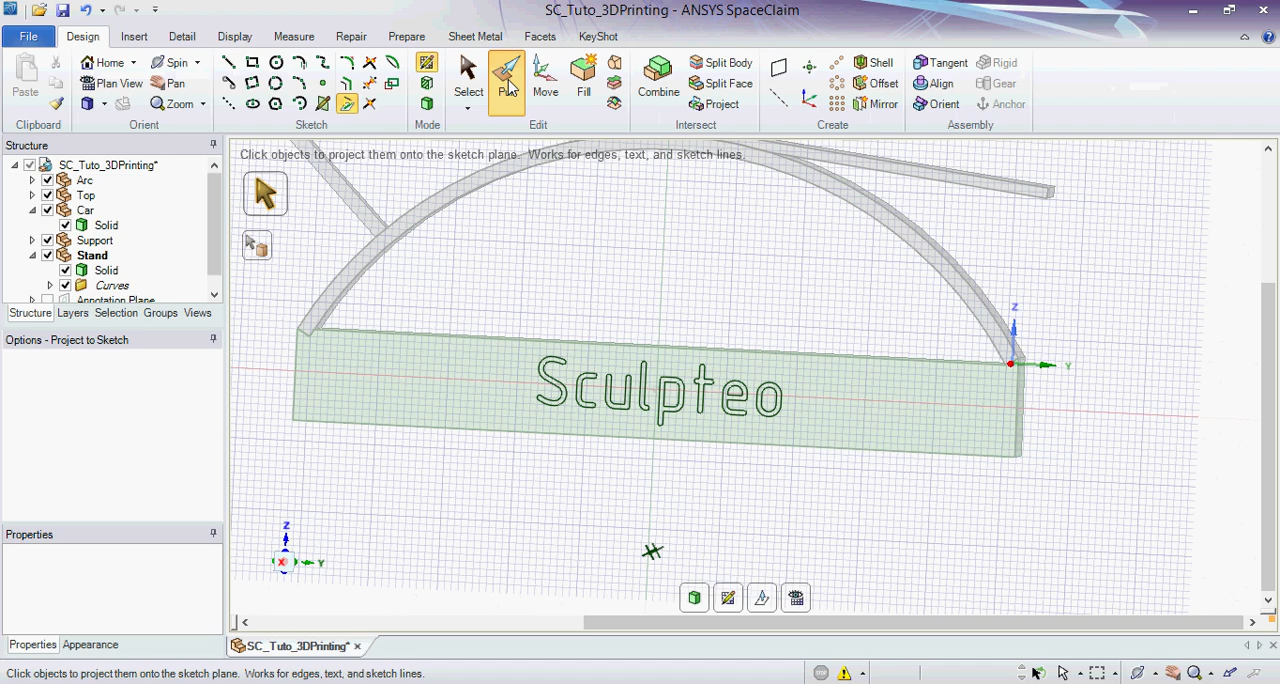 SC_Tuto_3DPrinting - ANSYS SpaceClaim
File Design Insert Detail Display Measure Repair Prepare Sheet Metal Facets KeyShot
Paste Home Plan View Spin Pan Zoom
Select Pull Move Fill
Combine Split Body Split Face Project
Shell Offset Mirror
Tangent Align Orient Rigid Gear Anchor
Clipboard Orient Sketch Mode Edit Intersect Create Assembly
Structure
SC_Tuto_3DPrinting*
Arc
Top
Car
Solid
Support
Stand
Solid
Curves
Annotation Plane
Structure Layers Selection Groups Views
Options - Project to Sketch
Properties
Properties Appearance
Click objects to project them onto the sketch plane. Works for edges, text, and sketch lines.
Z
Y
Sculpteo
Z
X
Y
SC_Tuto_3DPrinting*
Click objects to project them onto the sketch plane. Works for edges, text, and sketch lines.